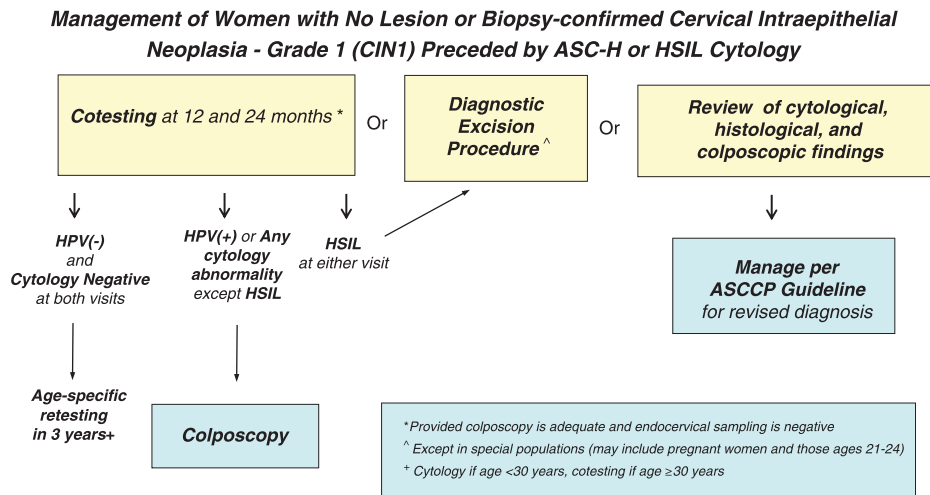 Management of Women with No Lesion or Biopsy-confirmed Cervical Intraepithelial
Neoplasia - Grade 1 (CIN1) Preceded by ASC-H or HSIL Cytology
Cotesting at 12 and 24 months *
Or
Diagnostic
Excision
Procedure ^
Or
Review of cytological,
histological, and
colposcopic findings
HPV(-)
and
Cytology Negative
at both visits
HPV(+) or Any
cytology
abnormality
except HSIL
HSIL
at either visit
Manage per
ASCCP Guideline
for revised diagnosis
Age-specific
retesting
in 3 years+
Colposcopy
*Provided colposcopy is adequate and endocervical sampling is negative
^ Except in special populations (may include pregnant women and those ages 21-24)
+ Cytology if age <30 years, cotesting if age ≥30 years